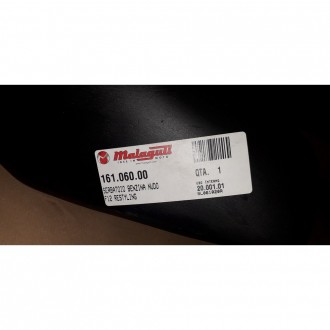 Malaguti
161.060.00
QTA. 1
SERBATOIO BENZINA NUDO
F12 RESTYLING
20.001.01